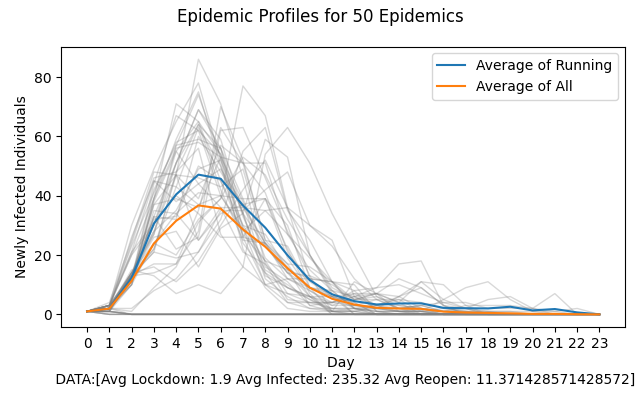 Epidemic Profiles for 50 Epidemics
Average of Running
Average of All
Newly Infected Individuals
80
60
40
20
0
0 1 2 3 4 5 6 7 8 9 10 11 12 13 14 15 16 17 18 19 20 21 22 23
Day
DATA:[Avg Lockdown: 1.9 Avg Infected: 235.32 Avg Reopen: 11.371428571428572]